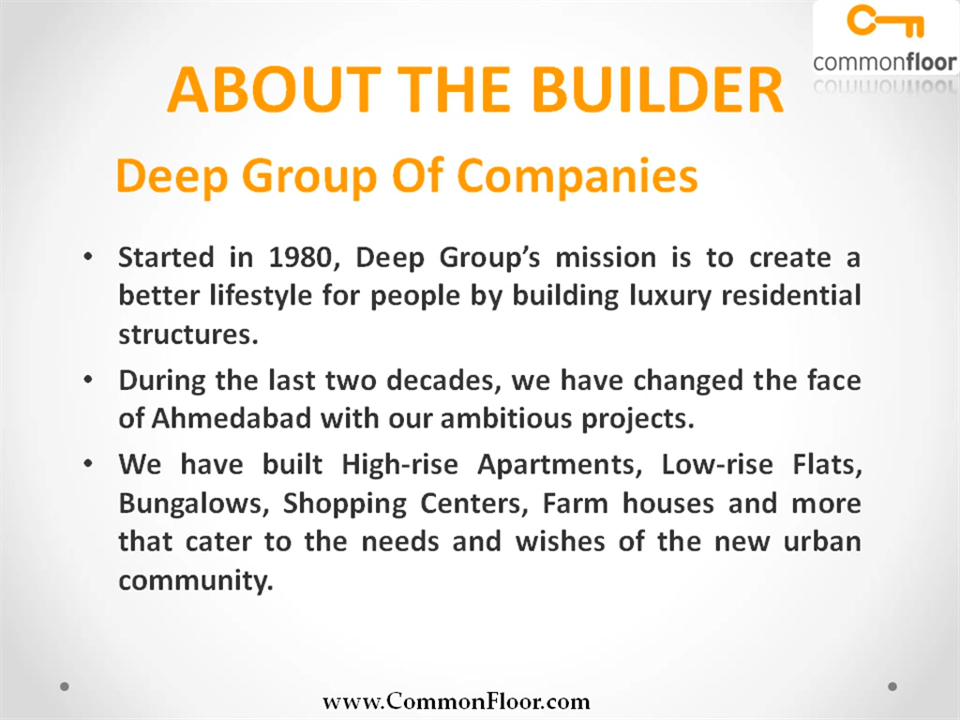 commonfloor
ABOUT THE BUILDER
Deep Group Of Companies
• Started in 1980, Deep Group’s mission is to create a
better lifestyle for people by building luxury residential
structures.
• During the last two decades, we have changed the face
of Ahmedabad with our ambitious projects.
• We have built High-rise Apartments, Low-rise Flats,
Bungalows, Shopping Centers, Farm houses and more
that cater to the needs and wishes of the new urban
community.
www.CommonFloor.com